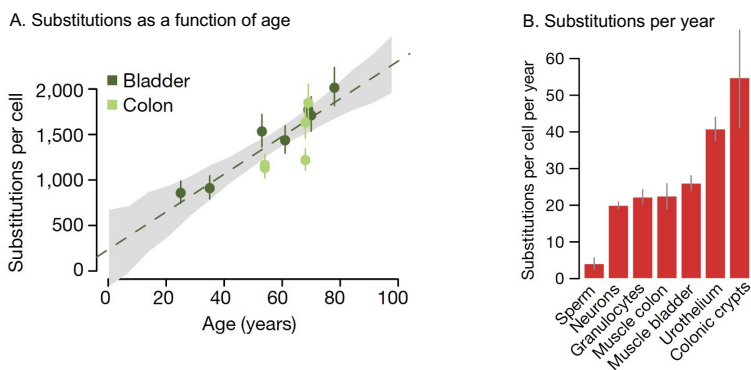 A. Substitutions as a function of age
Bladder
Colon
Substitutions per cell
2,000
1,500
1,000
500
0
0 20 40 60 80 100
Age (years)
B. Substitutions per year
Substitutions per cell per year
60
50
40
30
20
10
0
Sperm
Neurons
Granulocytes
Muscle colon
Muscle bladder
Urothelium
Colonic crypts